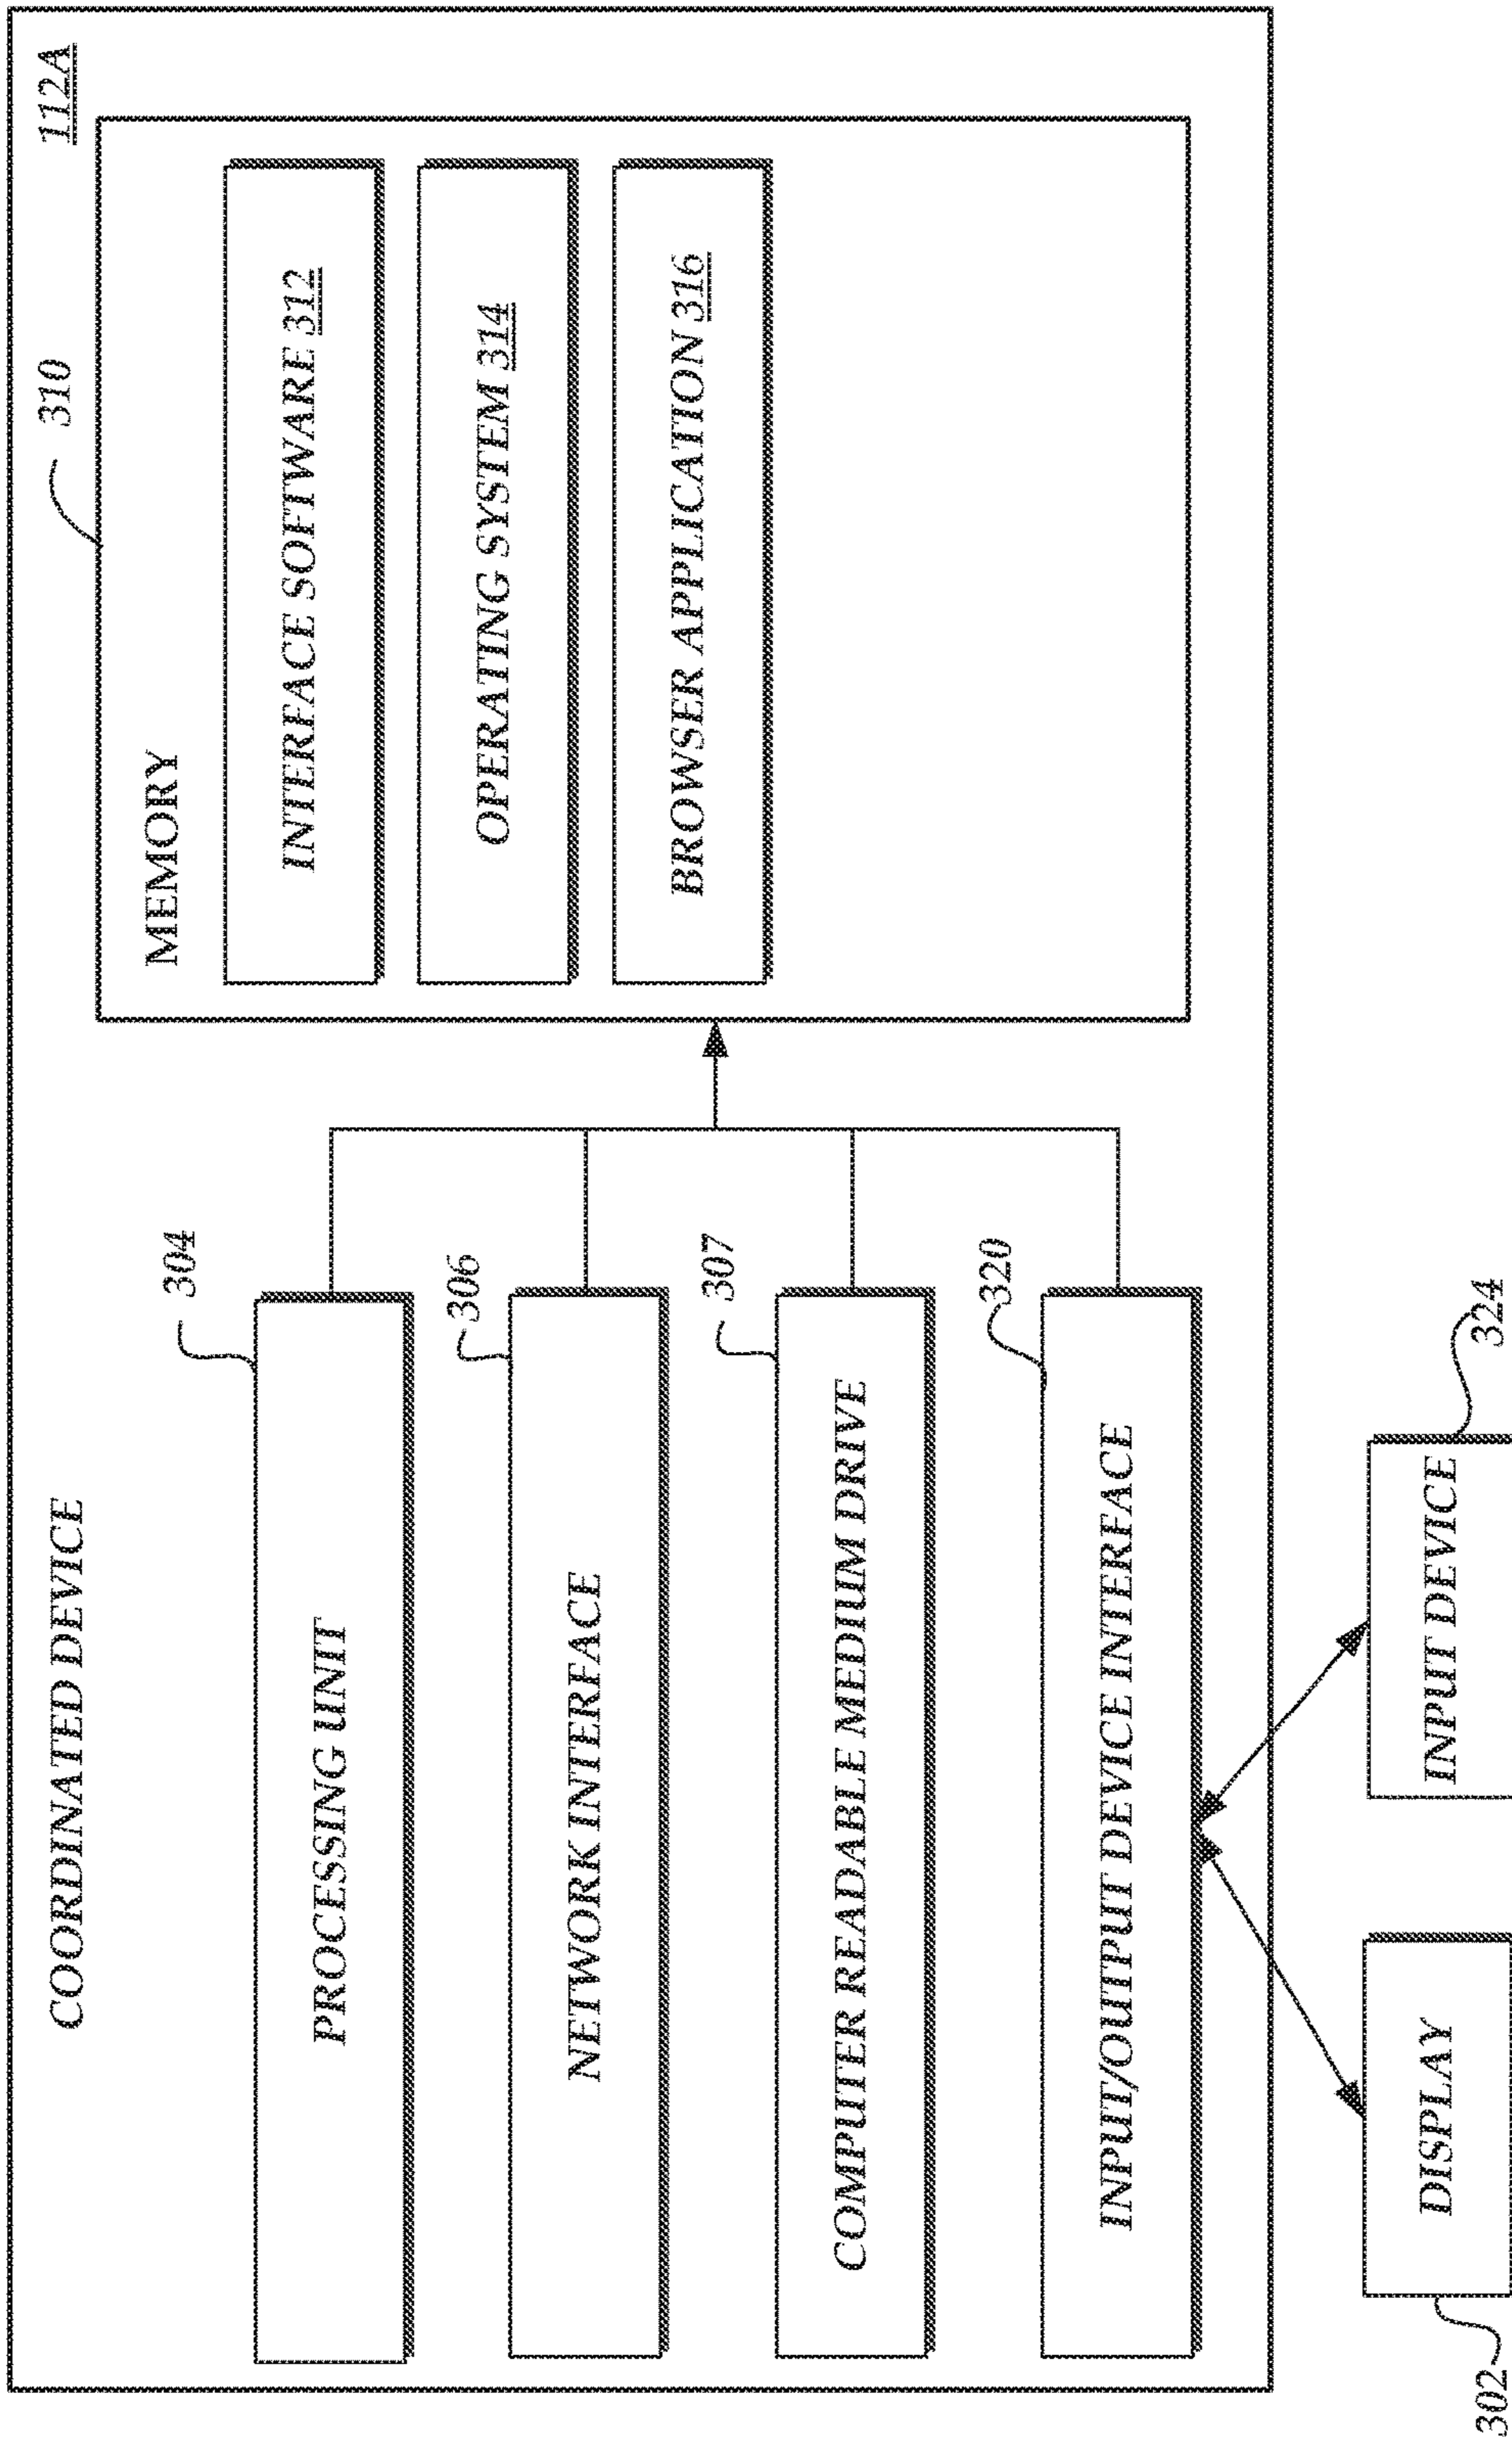 COORDINATED DEVICE
112A
310
MEMORY
INTERFACE SOFTWARE 312
OPERATING SYSTEM 314
BROWSER APPLICATION 316
304
PROCESSING UNIT
306
NETWORK INTERFACE
307
COMPUTER READABLE MEDIUM DRIVE
320
INPUT/OUTPUT DEVICE INTERFACE
302
DISPLAY
INPUT DEVICE
324